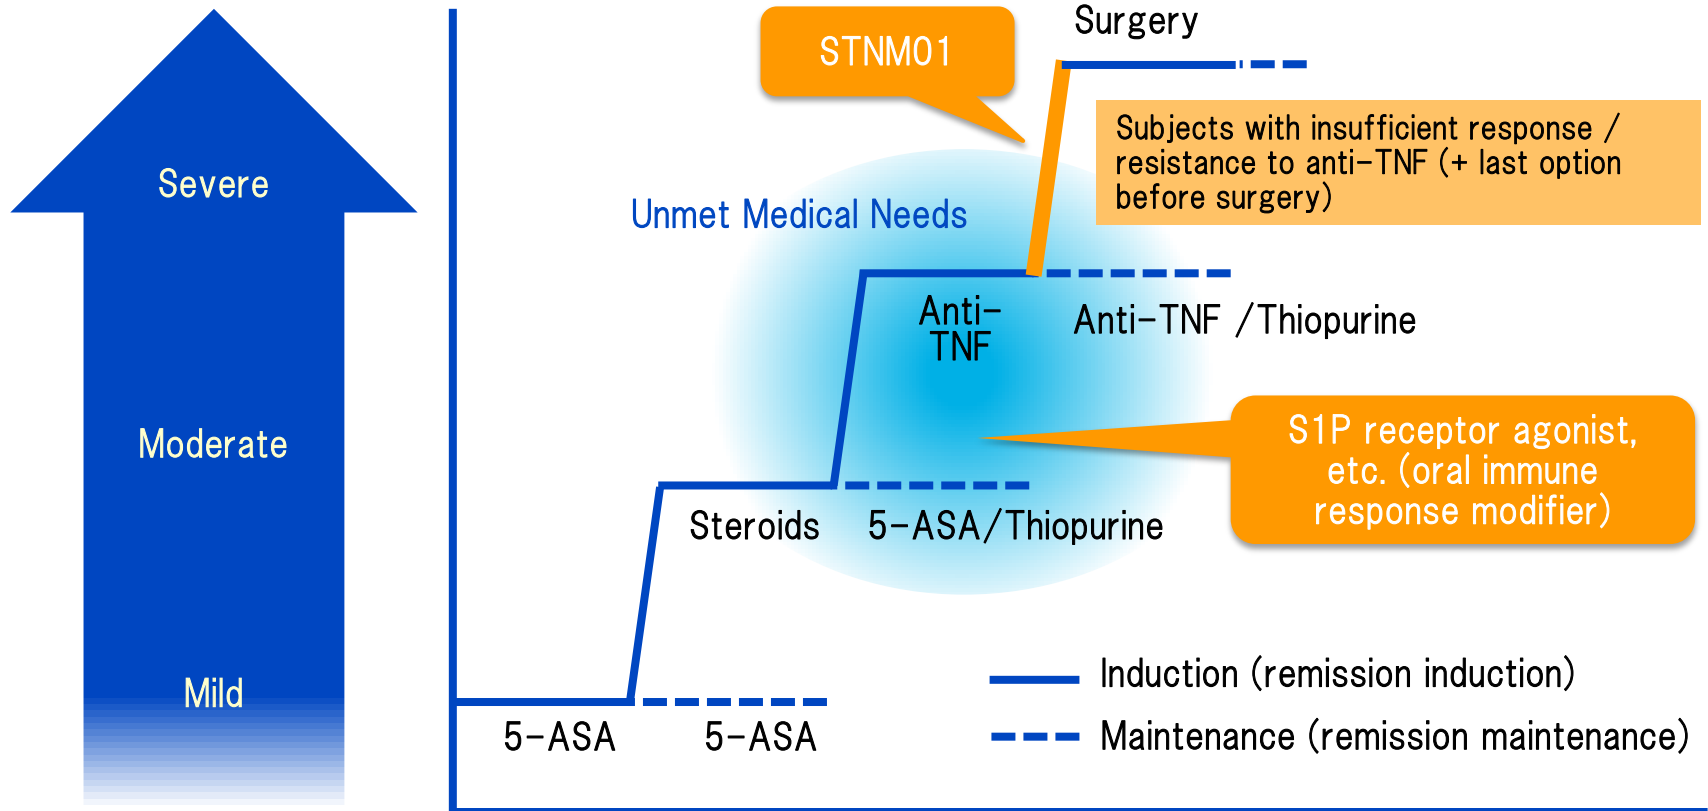 Surgery
STNM01
Subjects with insufficient response /
resistance to anti-TNF (+ last option
before surgery)
Severe
Unmet Medical Needs
Anti-
TNF
Anti-TNF /Thiopurine
Moderate
S1P receptor agonist,
etc. (oral immune
response modifier)
Steroids
5-ASA/Thiopurine
Mild
Induction (remission induction)
5-ASA
5-ASA
Maintenance (remission maintenance)